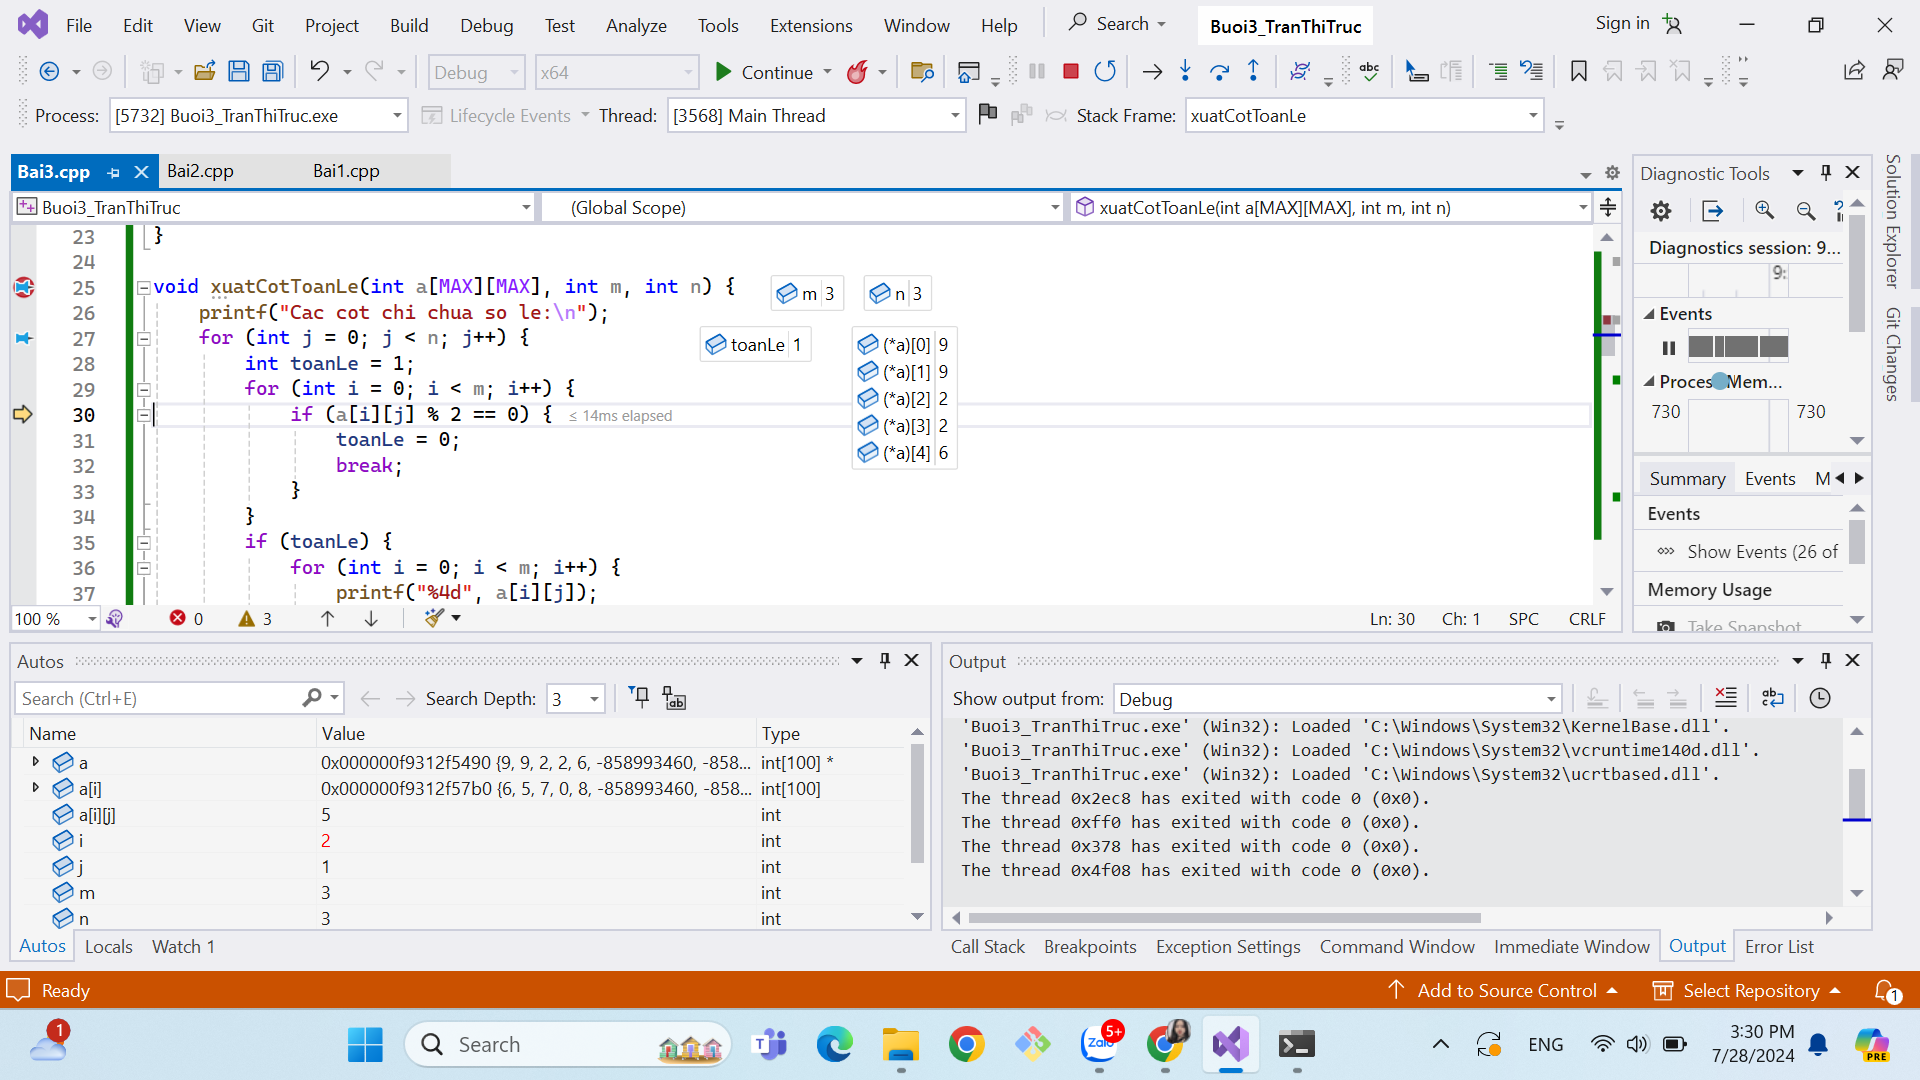 File Edit View Git Project Build Debug Test Analyze Tools Extensions Window Help Search Buoi3_TranThiTruc Sign in
Debug x64 Continue
Process: [5732] Buoi3_TranThiTruc.exe Lifecycle Events Thread: [3568] Main Thread Stack Frame: xuatCotToanLe
Bai3.cpp Bai2.cpp Bai1.cpp
Buoi3_TranThiTruc (Global Scope) xuatCotToanLe(int a[MAX][MAX], int m, int n)
23 }
24
25 void xuatCotToanLe(int a[MAX][MAX], int m, int n) { m 3 n 3
26 printf("Cac cot chi chua so le:\n");
27 for (int j = 0; j < n; j++) { toanLe 1 (*a)[0] 9
28 int toanLe = 1; (*a)[1] 9
29 for (int i = 0; i < m; i++) { (*a)[2] 2
30 if (a[i][j] % 2 == 0) { ≤ 14ms elapsed (*a)[3] 2
31 toanLe = 0; (*a)[4] 6
32 break;
33 }
34 }
35 if (toanLe) {
36 for (int i = 0; i < m; i++) {
37 printf("%4d", a[i][j]);
100 % 0 3 Ln: 30 Ch: 1 SPC CRLF
Diagnostic Tools
Diagnostics session: 9...
9:
Events
Proces Mem...
730 730
Summary Events M
Events
Show Events (26 of
Memory Usage
Take Snapshot
Solution Explorer
Git Changes
Autos
Search (Ctrl+E) Search Depth: 3
Name Value Type
a 0x000000f9312f5490 {9, 9, 2, 2, 6, -858993460, -858... int[100] *
a[i] 0x000000f9312f57b0 {6, 5, 7, 0, 8, -858993460, -858... int[100]
a[i][j] 5 int
i 2 int
j 1 int
m 3 int
n 3 int
Autos Locals Watch 1
Output
Show output from: Debug
'Buoi3_TranThiTruc.exe' (Win32): Loaded 'C:\Windows\System32\KernelBase.dll'.
'Buoi3_TranThiTruc.exe' (Win32): Loaded 'C:\Windows\System32\vcruntime140d.dll'.
'Buoi3_TranThiTruc.exe' (Win32): Loaded 'C:\Windows\System32\ucrtbased.dll'.
The thread 0x2ec8 has exited with code 0 (0x0).
The thread 0xff0 has exited with code 0 (0x0).
The thread 0x378 has exited with code 0 (0x0).
The thread 0x4f08 has exited with code 0 (0x0).
Call Stack Breakpoints Exception Settings Command Window Immediate Window Output Error List
Ready Add to Source Control Select Repository 1
1 Search Zalo 5+ ENG 3:30 PM
7/28/2024 PRE